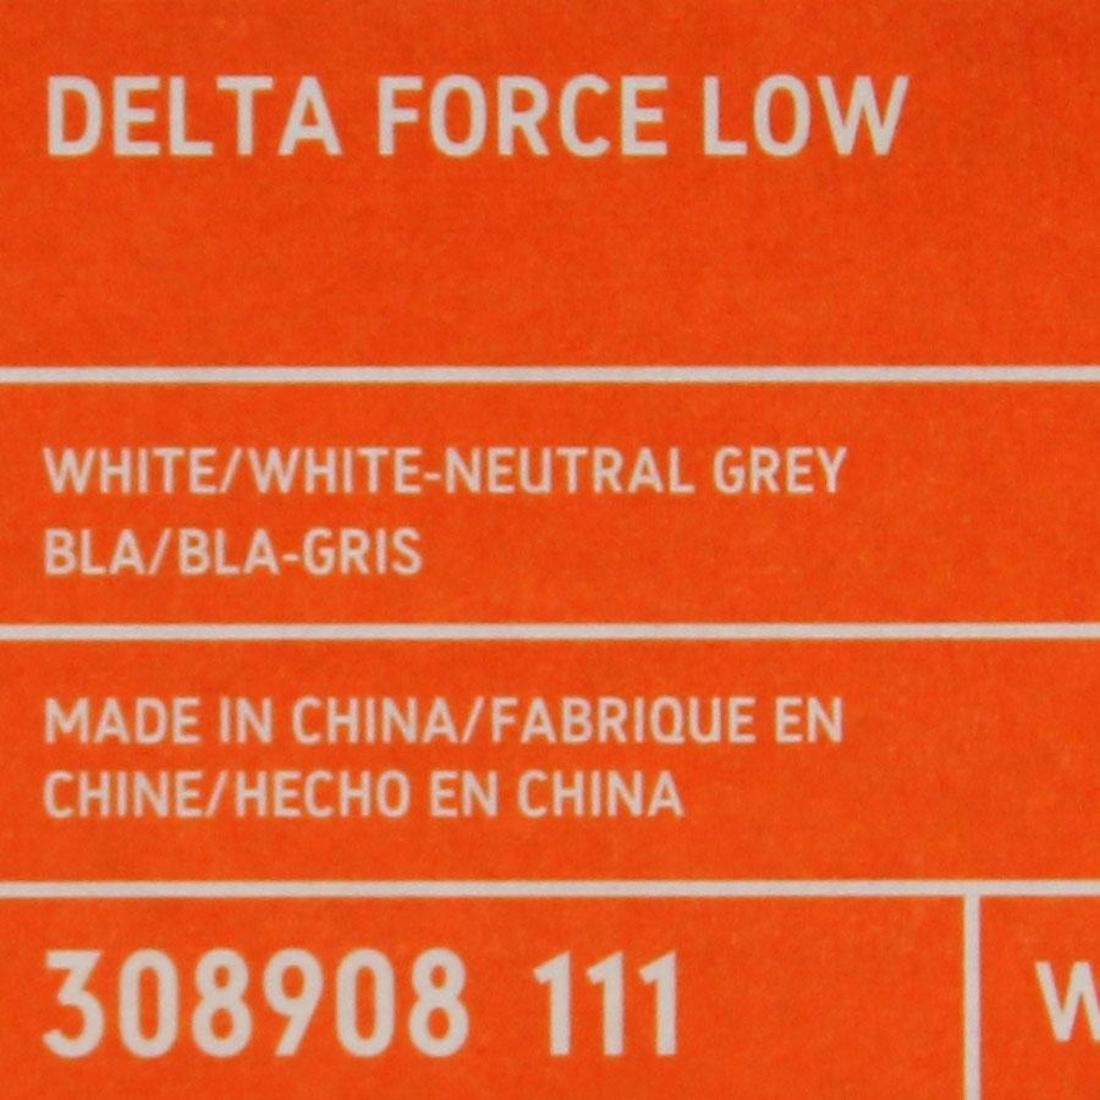 DELTA FORCE LOW
WHITE/WHITE-NEUTRAL GREY
BLA/BLA-GRIS
MADE IN CHINA/FABRIQUE EN
CHINE/HECHO EN CHINA
308908 111
W